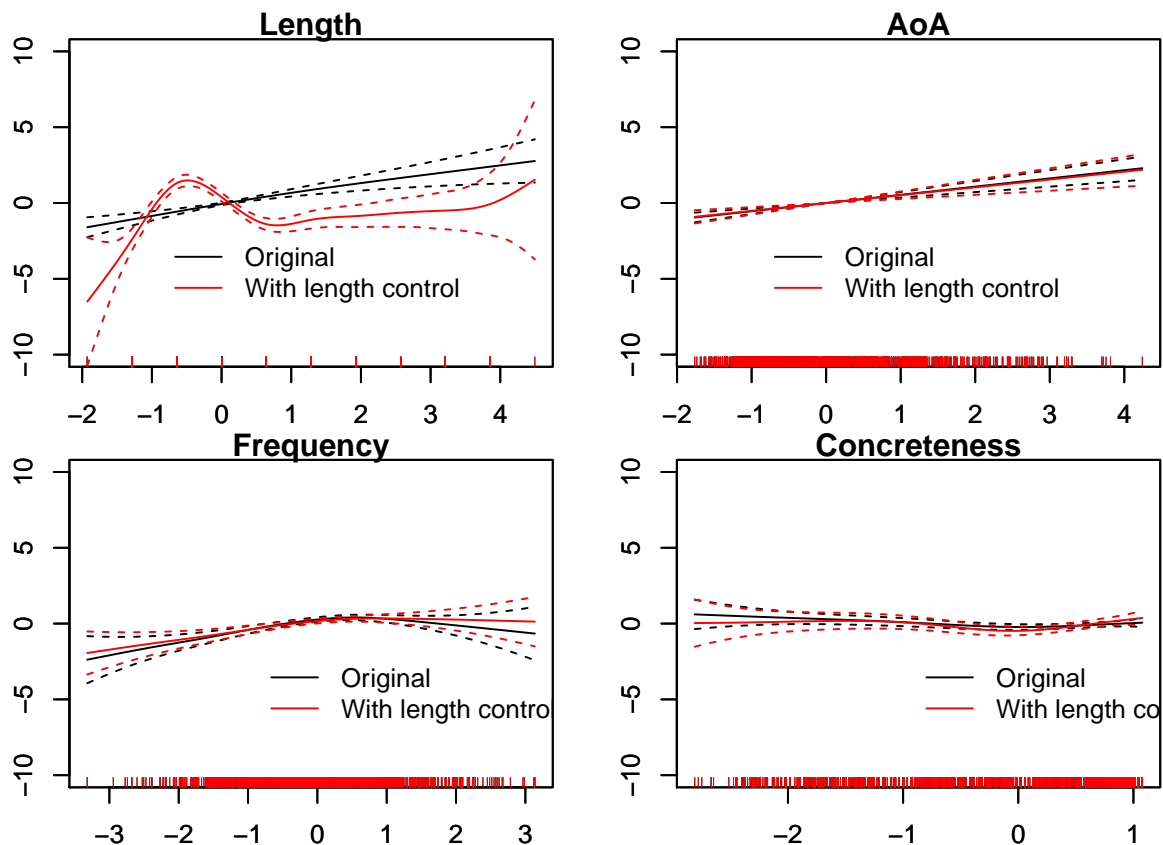 Length
10
5
0
−5
−10
Original
With length control
−2 −1 0 1 2 3 4
AoA
10
5
0
−5
−10
Original
With length control
−2 −1 0 1 2 3 4
Frequency
10
5
0
−5
−10
Original
With length contro
−3 −2 −1 0 1 2 3
Concreteness
10
5
0
−5
−10
Original
With length co
−2 −1 0 1